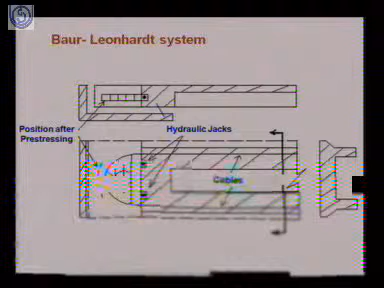 Baur- Leonhardt system
Position after
Prestressing
Hydraulic Jacks
Cables